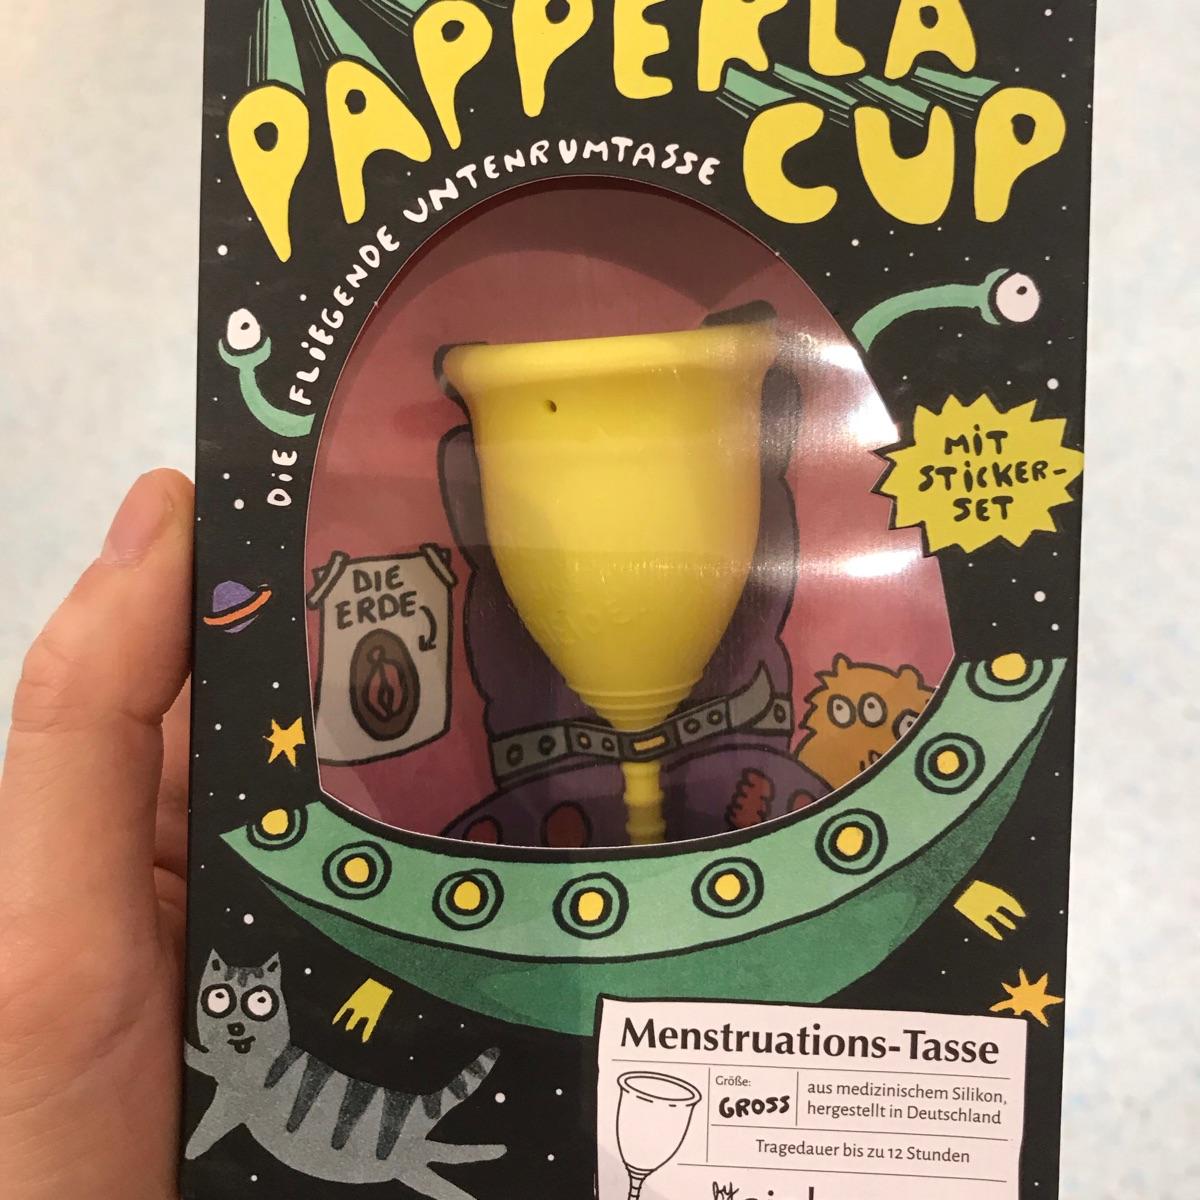 PAPPERLA
CUP
DiE FLiEGENDE UNTENRUMTASSE
MiT
STiCKER-
SET
DIE
ERDE
Menstruations-Tasse
Größe:
GROSS
aus medizinischem Silikon,
hergestellt in Deutschland
Tragedauer bis zu 12 Stunden
by